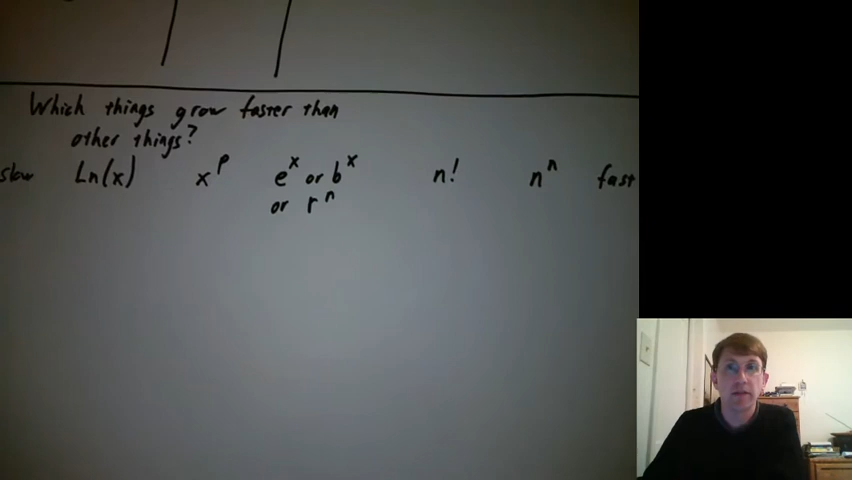 Which things grow faster than
other things?
slow Ln(x) x^p e^x or b^x n! n^n fast
or r^n